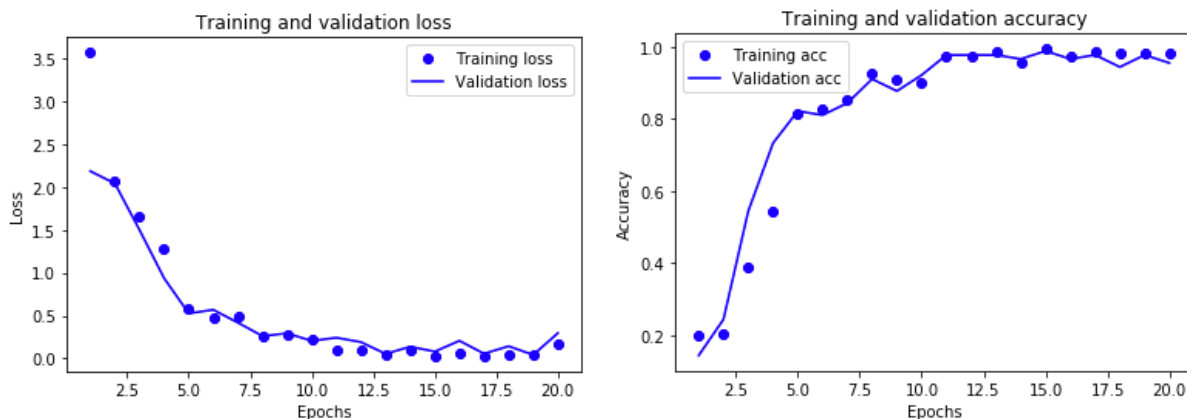 Training and validation loss
Training loss
Validation loss
3.5
3.0
2.5
2.0
1.5
1.0
0.5
0.0
Loss
2.5 5.0 7.5 10.0 12.5 15.0 17.5 20.0
Epochs
Training and validation accuracy
Training acc
Validation acc
1.0
0.8
0.6
0.4
0.2
Accuracy
2.5 5.0 7.5 10.0 12.5 15.0 17.5 20.0
Epochs